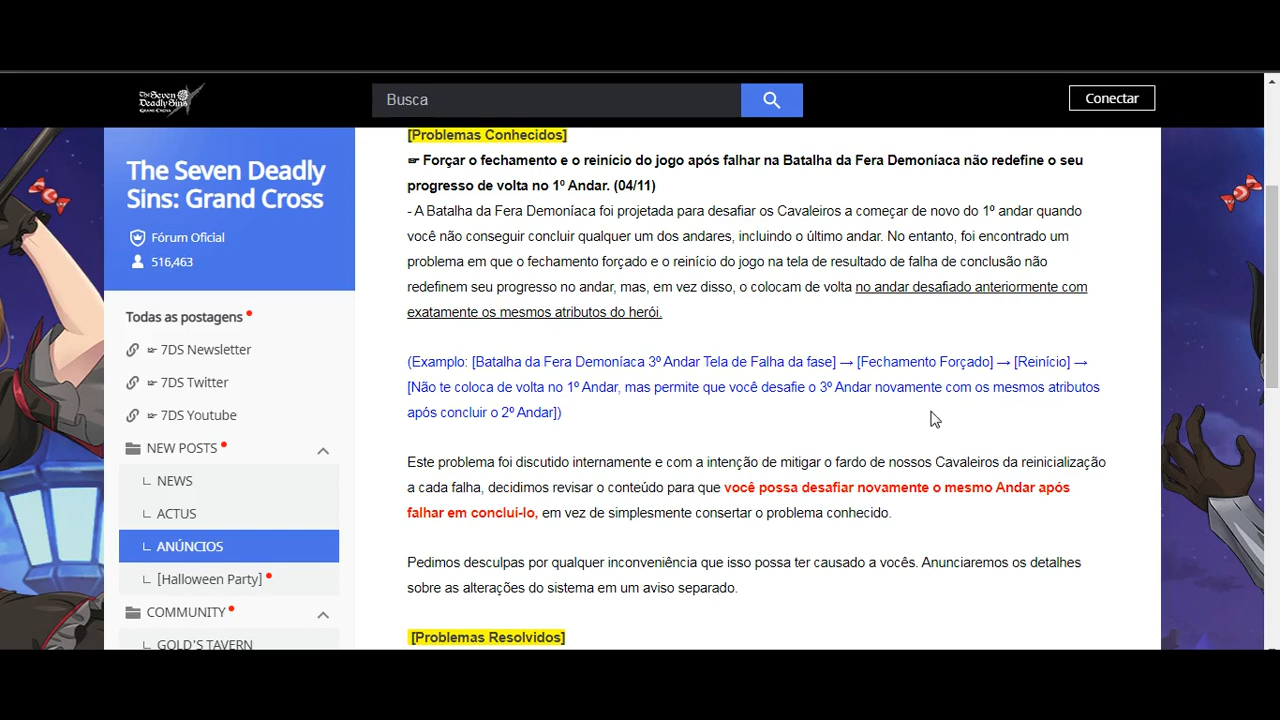 The Seven
Deadly Sins
GRAND CROSS
Busca
Conectar
The Seven Deadly
Sins: Grand Cross
Fórum Oficial
516,463
Todas as postagens
☞ 7DS Newsletter
☞ 7DS Twitter
☞ 7DS Youtube
NEW POSTS
NEWS
ACTUS
ANÚNCIOS
[Halloween Party]
COMMUNITY
GOLD'S TAVERN
[Problemas Conhecidos]
☞ Forçar o fechamento e o reinício do jogo após falhar na Batalha da Fera Demoníaca não redefine o seu
progresso de volta no 1º Andar. (04/11)
- A Batalha da Fera Demoníaca foi projetada para desafiar os Cavaleiros a começar de novo do 1º andar quando
você não conseguir concluir qualquer um dos andares, incluindo o último andar. No entanto, foi encontrado um
problema em que o fechamento forçado e o reinício do jogo na tela de resultado de falha de conclusão não
redefinem seu progresso no andar, mas, em vez disso, o colocam de volta no andar desafiado anteriormente com
exatamente os mesmos atributos do herói.
(Exemplo: [Batalha da Fera Demoníaca 3º Andar Tela de Falha da fase] → [Fechamento Forçado] → [Reinício] →
[Não te coloca de volta no 1º Andar, mas permite que você desafie o 3º Andar novamente com os mesmos atributos
após concluir o 2º Andar])
Este problema foi discutido internamente e com a intenção de mitigar o fardo de nossos Cavaleiros da reinicialização
a cada falha, decidimos revisar o conteúdo para que você possa desafiar novamente o mesmo Andar após
falhar em concluí-lo, em vez de simplesmente consertar o problema conhecido.
Pedimos desculpas por qualquer inconveniência que isso possa ter causado a vocês. Anunciaremos os detalhes
sobre as alterações do sistema em um aviso separado.
[Problemas Resolvidos]